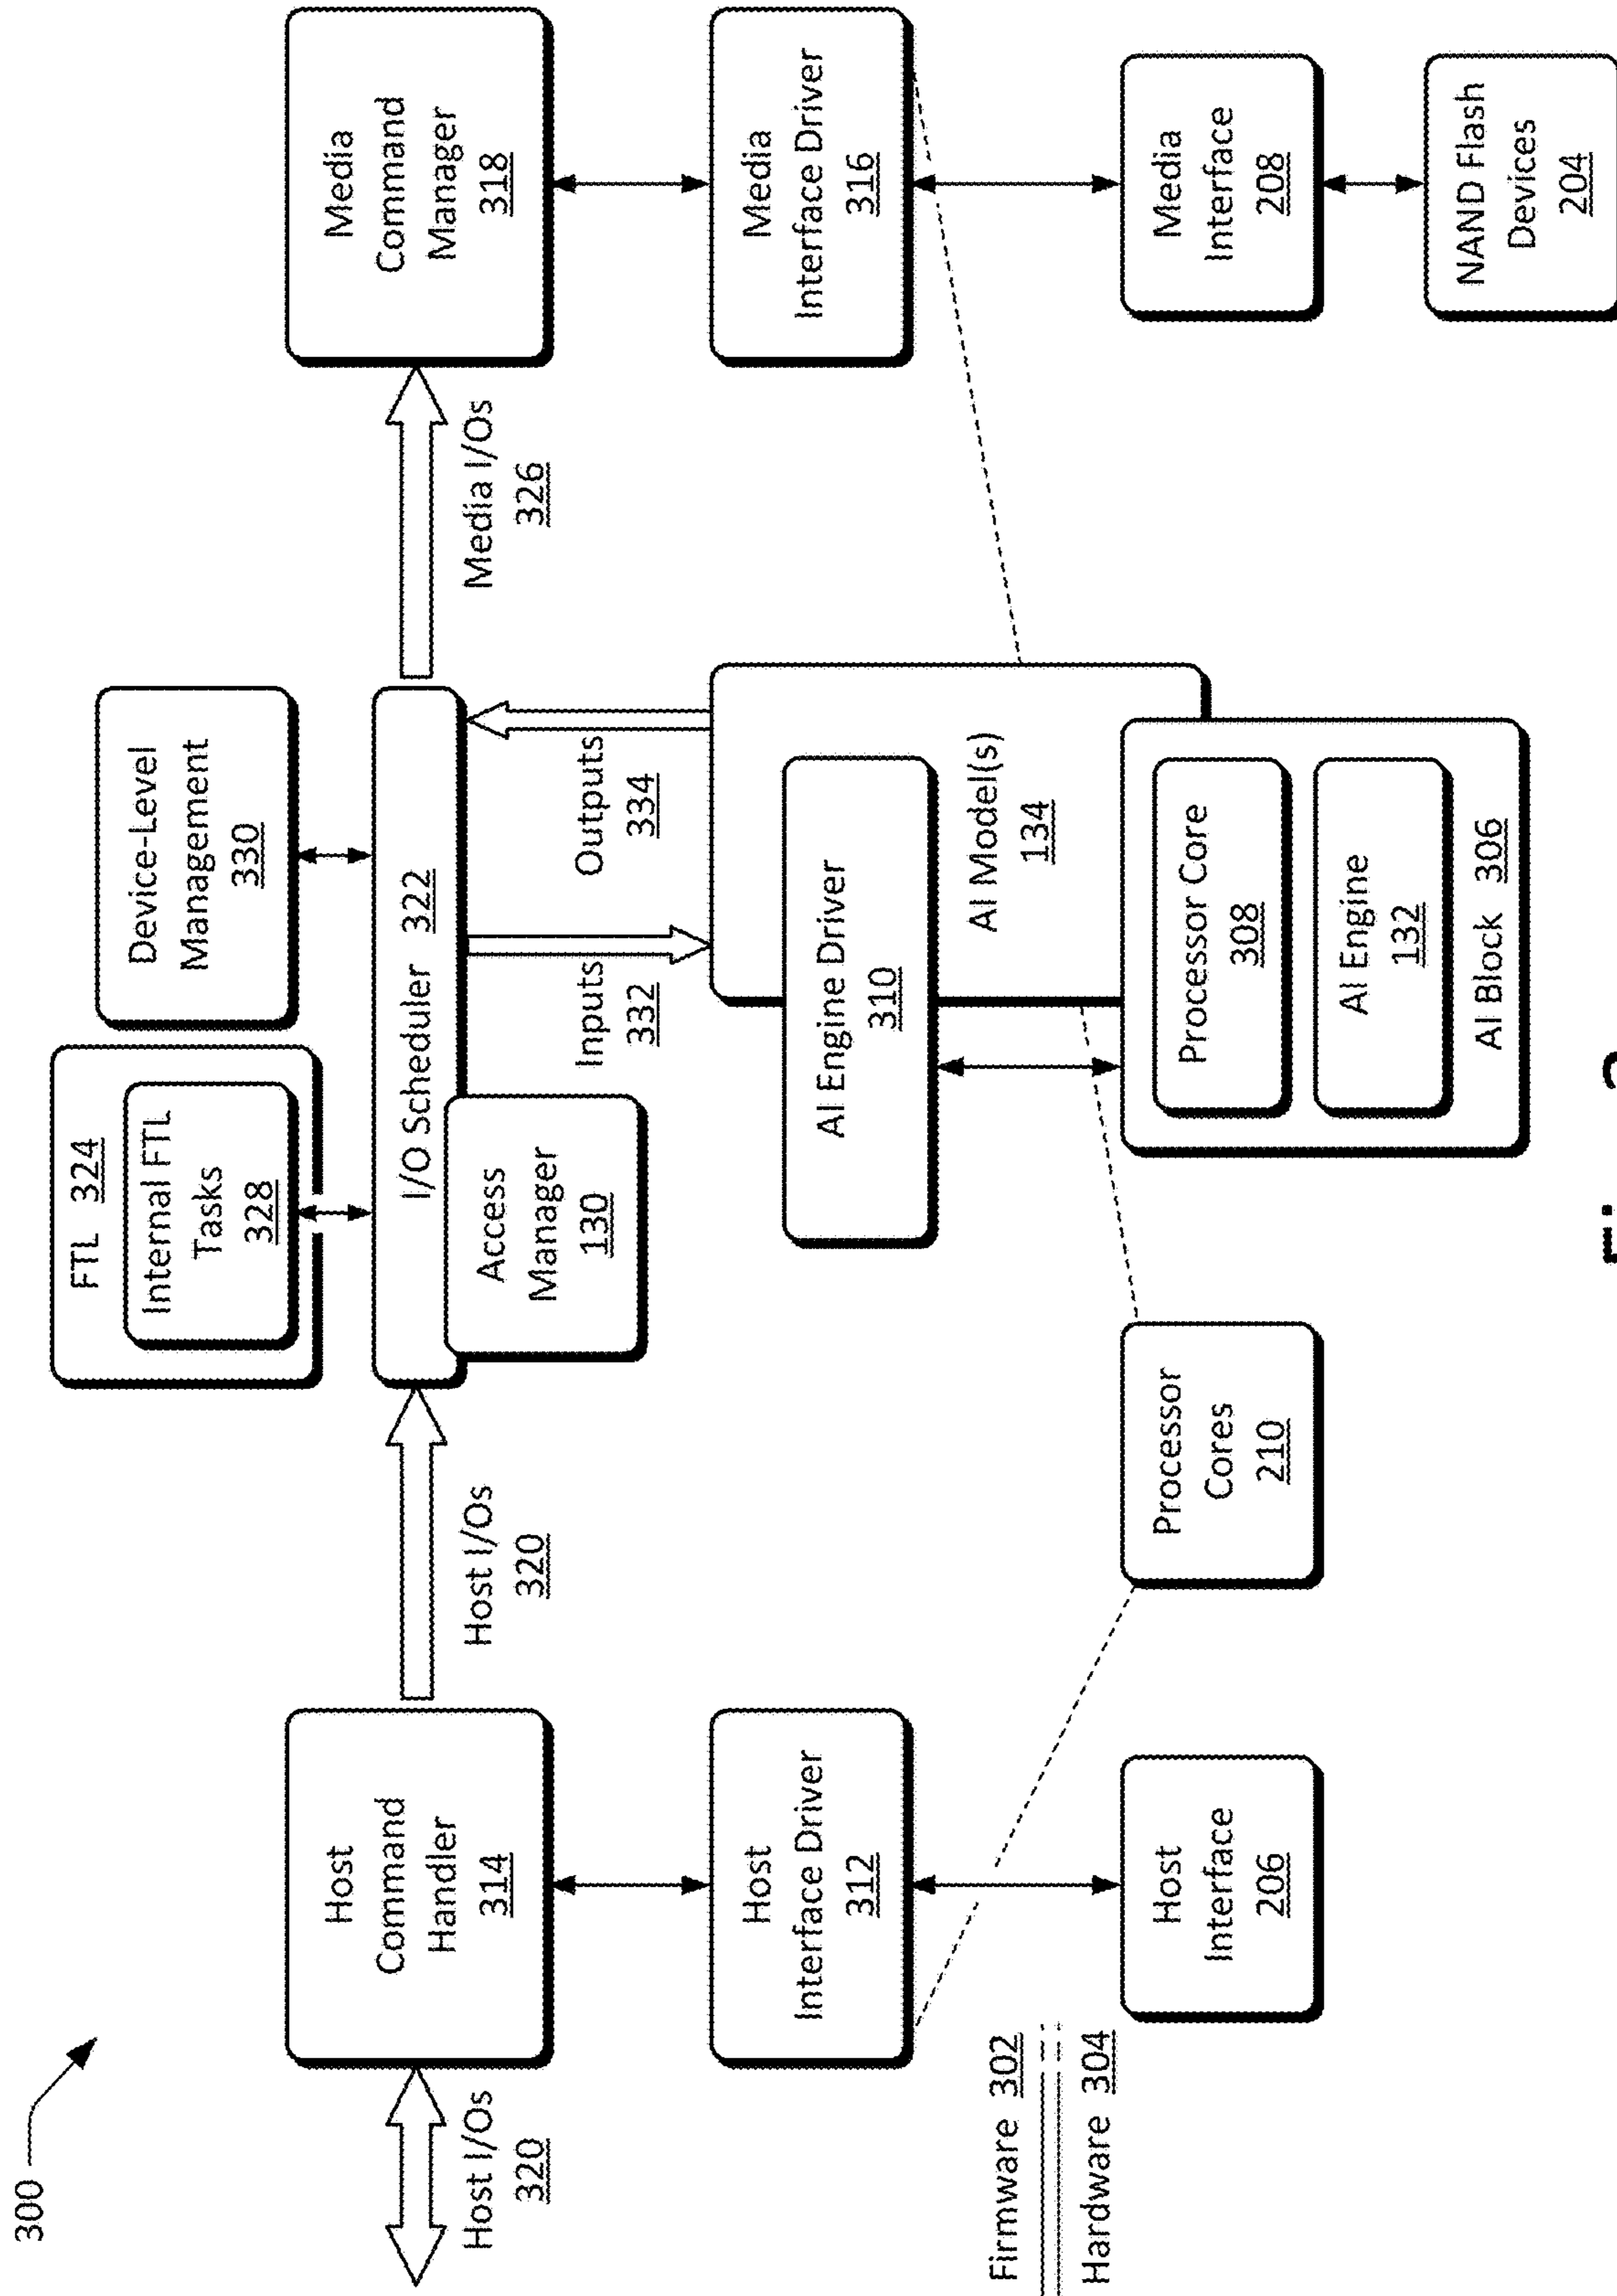 300
Host I/Os
320
Host
Command
Handler
314
Host I/Os
320
FTL 324
Internal FTL
Tasks
328
Device-Level
Management
330
I/O Scheduler 322
Access
Manager
130
Media I/Os
326
Media
Command
Manager
318
Host
Interface Driver
312
Inputs
332
Outputs
334
AI Engine Driver
310
AI Model(s)
134
Media
Interface Driver
316
Firmware 302
Hardware 304
Host
Interface
206
Processor
Cores
210
Processor Core
308
AI Engine
132
AI Block 306
Media
Interface
208
NAND Flash
Devices
204